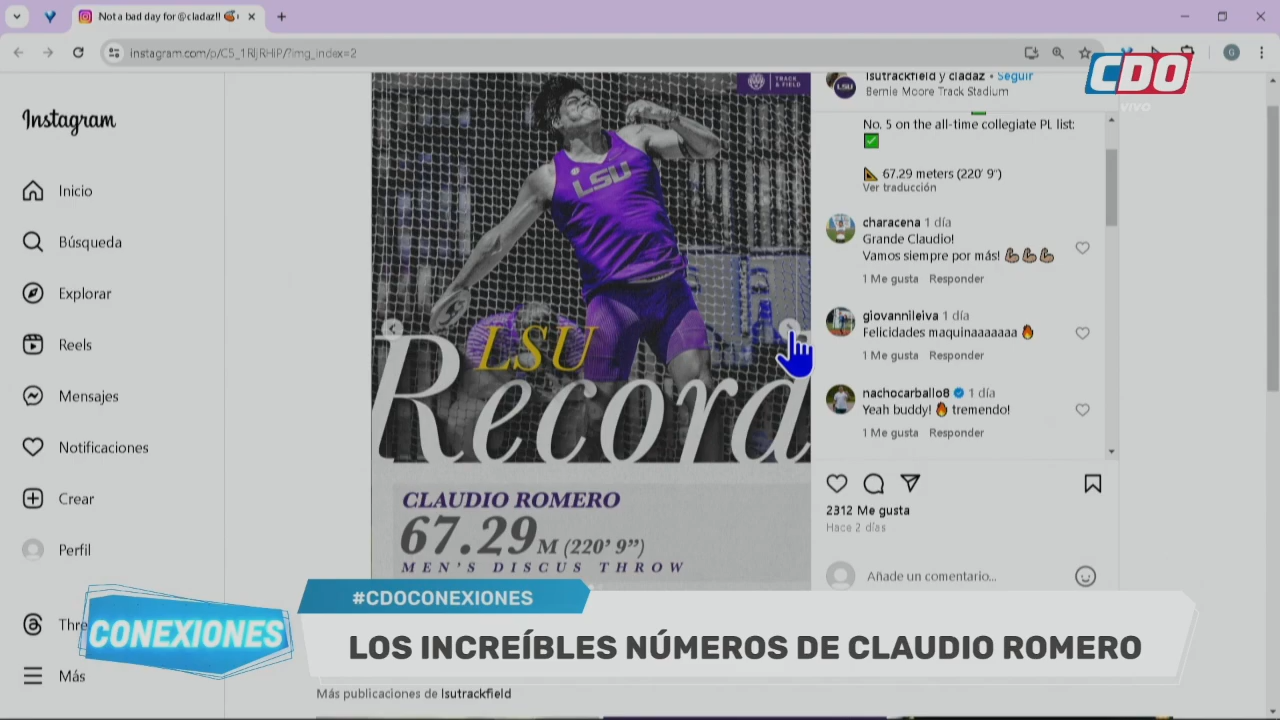 Not a bad day for @cladaz!!
instagram.com/p/C5_1RlJRHiP/?img_index=2
G
CDO
VIVO
Instagram
Inicio
Búsqueda
Explorar
Reels
Mensajes
Notificaciones
Crear
Perfil
Thre
Más
TRACK
& FIELD
LSU
LSU
Record
CLAUDIO ROMERO
67.29 M (220' 9")
MEN'S DISCUS THROW
lsutrackfield y cladaz • Seguir
Bernie Moore Track Stadium
No. 5 on the all-time collegiate PL list:
✅
📐 67.29 meters (220' 9")
Ver traducción
characena 1 día
Grande Claudio!
Vamos siempre por más! 💪🏽💪🏽💪🏽
1 Me gusta Responder
giovannileiva 1 día
Felicidades maquinaaaaaaa 🔥
1 Me gusta Responder
nachocarballo8 1 día
Yeah buddy! 🔥 tremendo!
1 Me gusta Responder
2312 Me gusta
Hace 2 días
Añade un comentario...
#CDOCONEXIONES
CONEXIONES
LOS INCREÍBLES NÚMEROS DE CLAUDIO ROMERO
Más publicaciones de lsutrackfield